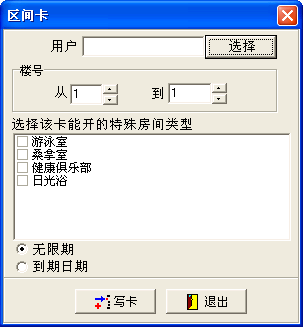 区间卡
用户 选择
楼号
从 1 到 1
选择该卡能开的特殊房间类型
游泳室
桑拿室
健康俱乐部
日光浴
无限期
到期日期
写卡 退出